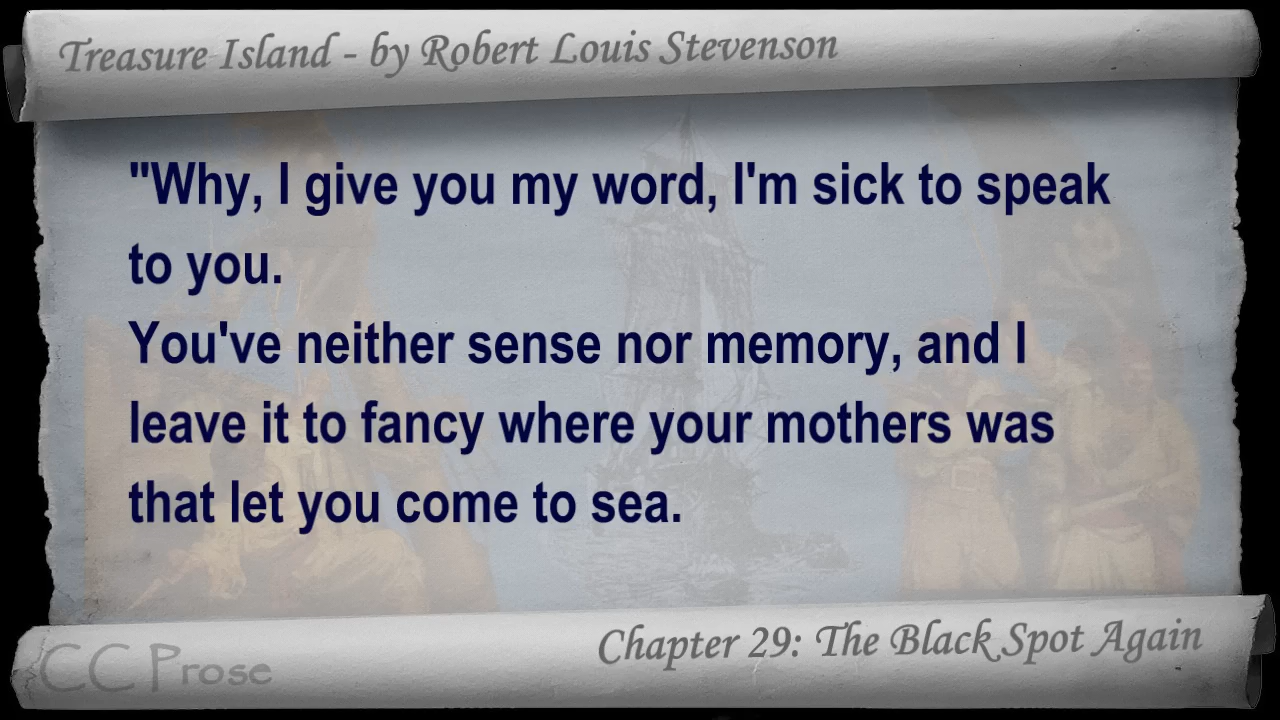 Treasure Island - by Robert Louis Stevenson
"Why, I give you my word, I'm sick to speak
to you.
You've neither sense nor memory, and I
leave it to fancy where your mothers was
that let you come to sea.
Chapter 29: The Black Spot Again
CC Prose